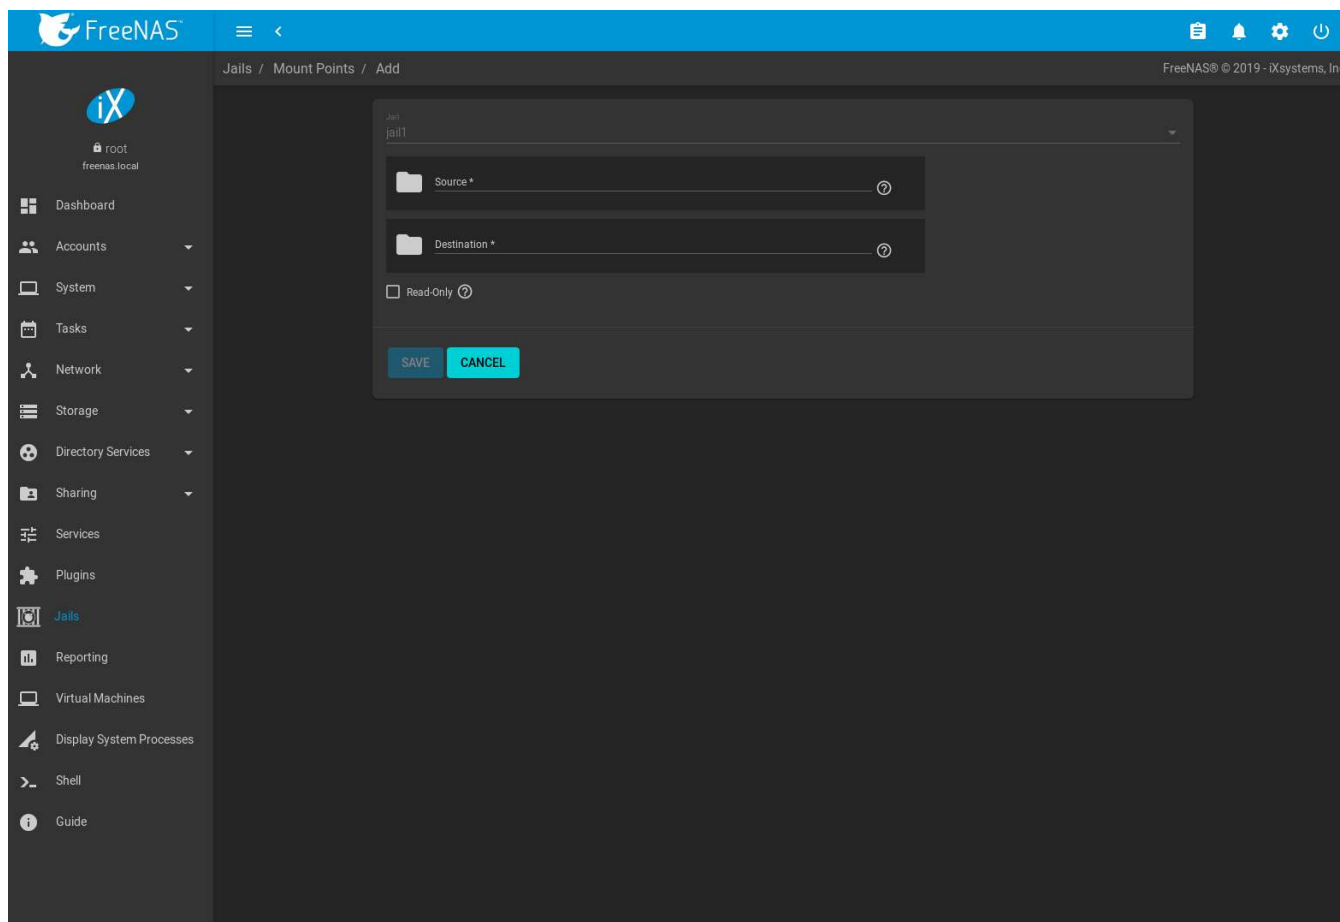 FreeNAS
Jails / Mount Points / Add
FreeNAS® © 2019 - iXsystems, In
iX
root
freenas.local
Dashboard
Accounts
System
Tasks
Network
Storage
Directory Services
Sharing
Services
Plugins
Jails
Reporting
Virtual Machines
Display System Processes
Shell
Guide
Jail
jail1
Source *
Destination *
Read-Only
SAVE
CANCEL